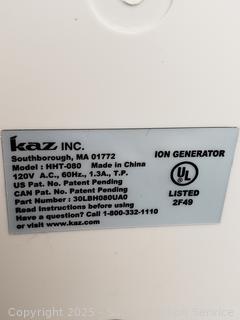 Kaz INC.
Southborough, MA 01772
Model : HHT-080 Made in China
120V A.C., 60Hz., 1.3A., T.P.
US Pat. No. Patent Pending
CAN Pat. No. Patent Pending
Part Number : 30LBH080UA0
Read instructions before using
Have a question? Call 1-800-332-1110
or visit www.kaz.com
ION GENERATOR
UL
LISTED
2F49